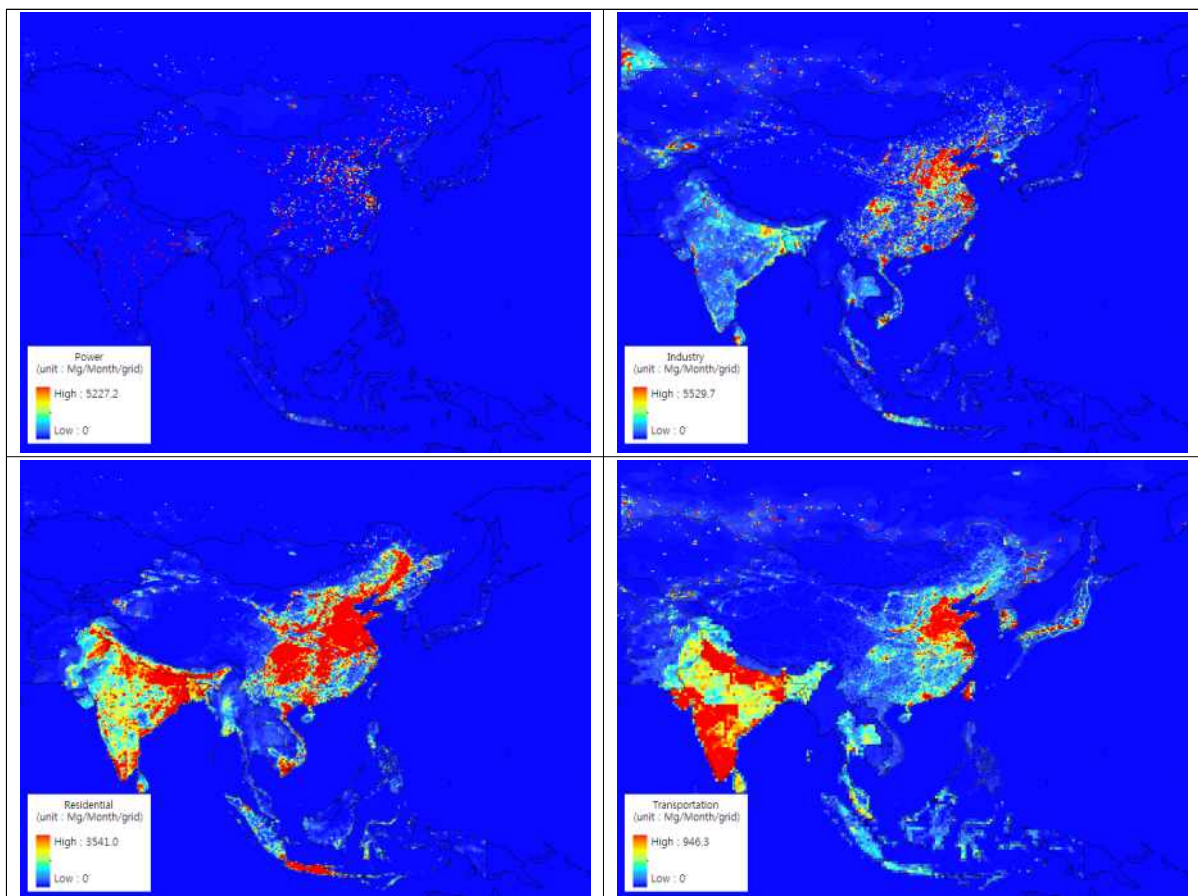 Power
(unit : Mg/Month/grid)
High : 5227.2
Low : 0
Industry
(unit : Mg/Month/grid)
High : 5529.7
Low : 0
Residential
(unit : Mg/Month/grid)
High : 3541.0
Low : 0
Transportation
(unit : Mg/Month/grid)
High : 946.3
Low : 0